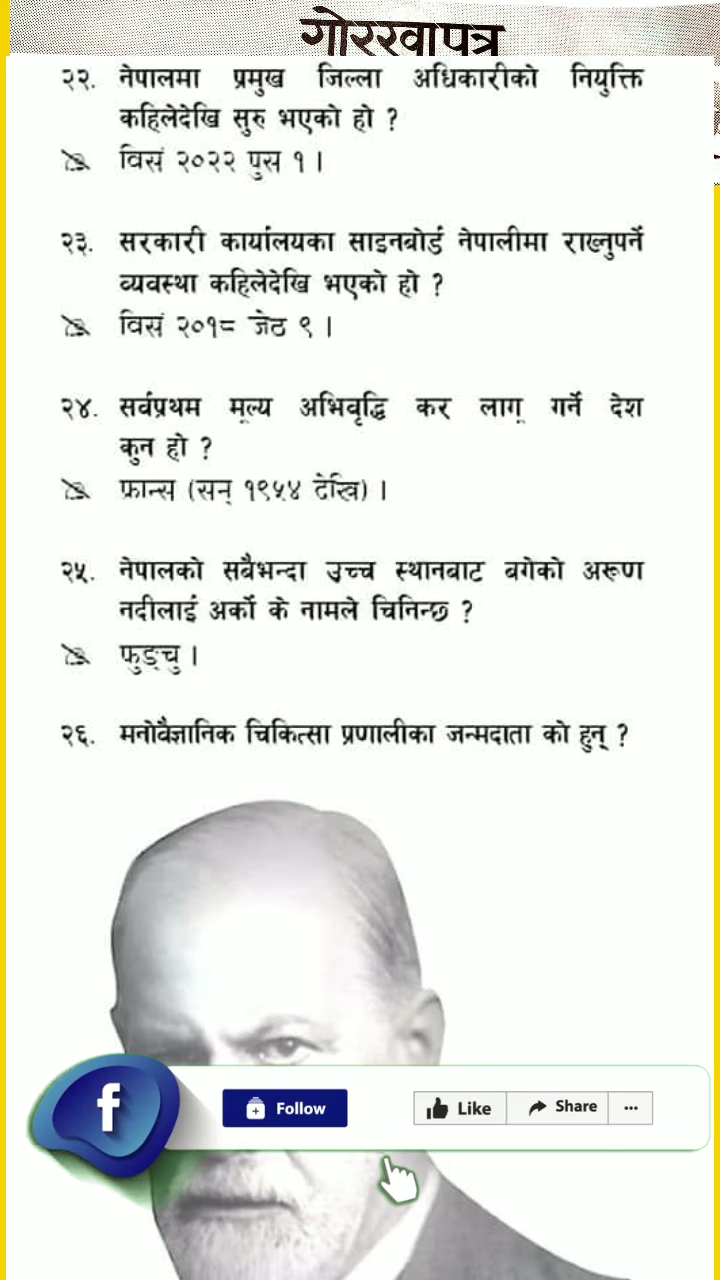 गोरखापत्र
२२. नेपालमा प्रमुख जिल्ला अधिकारीको नियुक्ति
कहिलेदेखि सुरु भएको हो ?
विसं २०२२ पुस १ ।
२३. सरकारी कार्यालयका साइनबोर्ड नेपालीमा राख्नुपर्ने
व्यवस्था कहिलेदेखि भएको हो ?
विसं २०१८ जेठ ९ ।
२४. सर्वप्रथम मूल्य अभिवृद्धि कर लागू गर्ने देश
कुन हो ?
फ्रान्स (सन् १९५४ देखि) ।
२५. नेपालको सबैभन्दा उच्च स्थानबाट बगेको अरूण
नदीलाई अर्को के नामले चिनिन्छ ?
फुङ्चु ।
२६. मनोवैज्ञानिक चिकित्सा प्रणालीका जन्मदाता को हुन् ?
f Follow Like Share ...